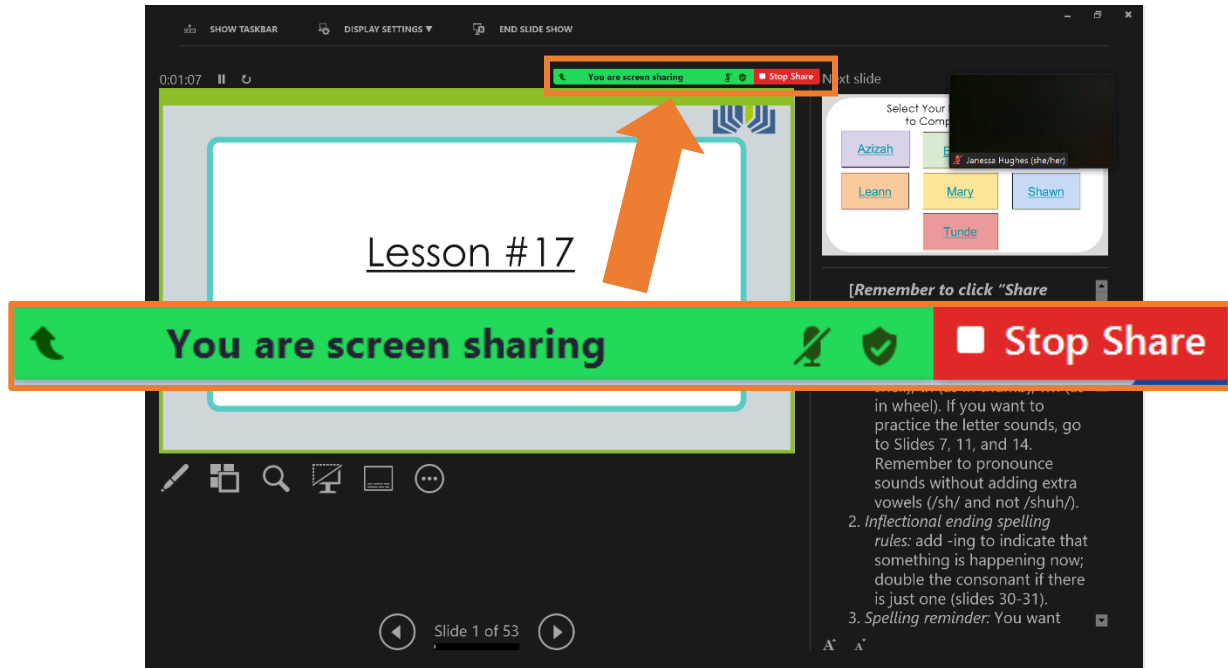 SHOW TASKBAR
DISPLAY SETTINGS ▼
END SLIDE SHOW
0:01:07
You are screen sharing
Stop Share
Next slide
Select Your
to Comp
Azizah
E
Janessa Hughes (she/her)
Leann
Mary
Shawn
Tunde
Lesson #17
[Remember to click "Share
You are screen sharing
Stop Share
in wheel). If you want to
practice the letter sounds, go
to Slides 7, 11, and 14.
Remember to pronounce
sounds without adding extra
vowels (/sh/ and not /shuh/).
2. Inflectional ending spelling
rules: add -ing to indicate that
something is happening now;
double the consonant if there
is just one (slides 30-31).
3. Spelling reminder: You want
Slide 1 of 53
A A